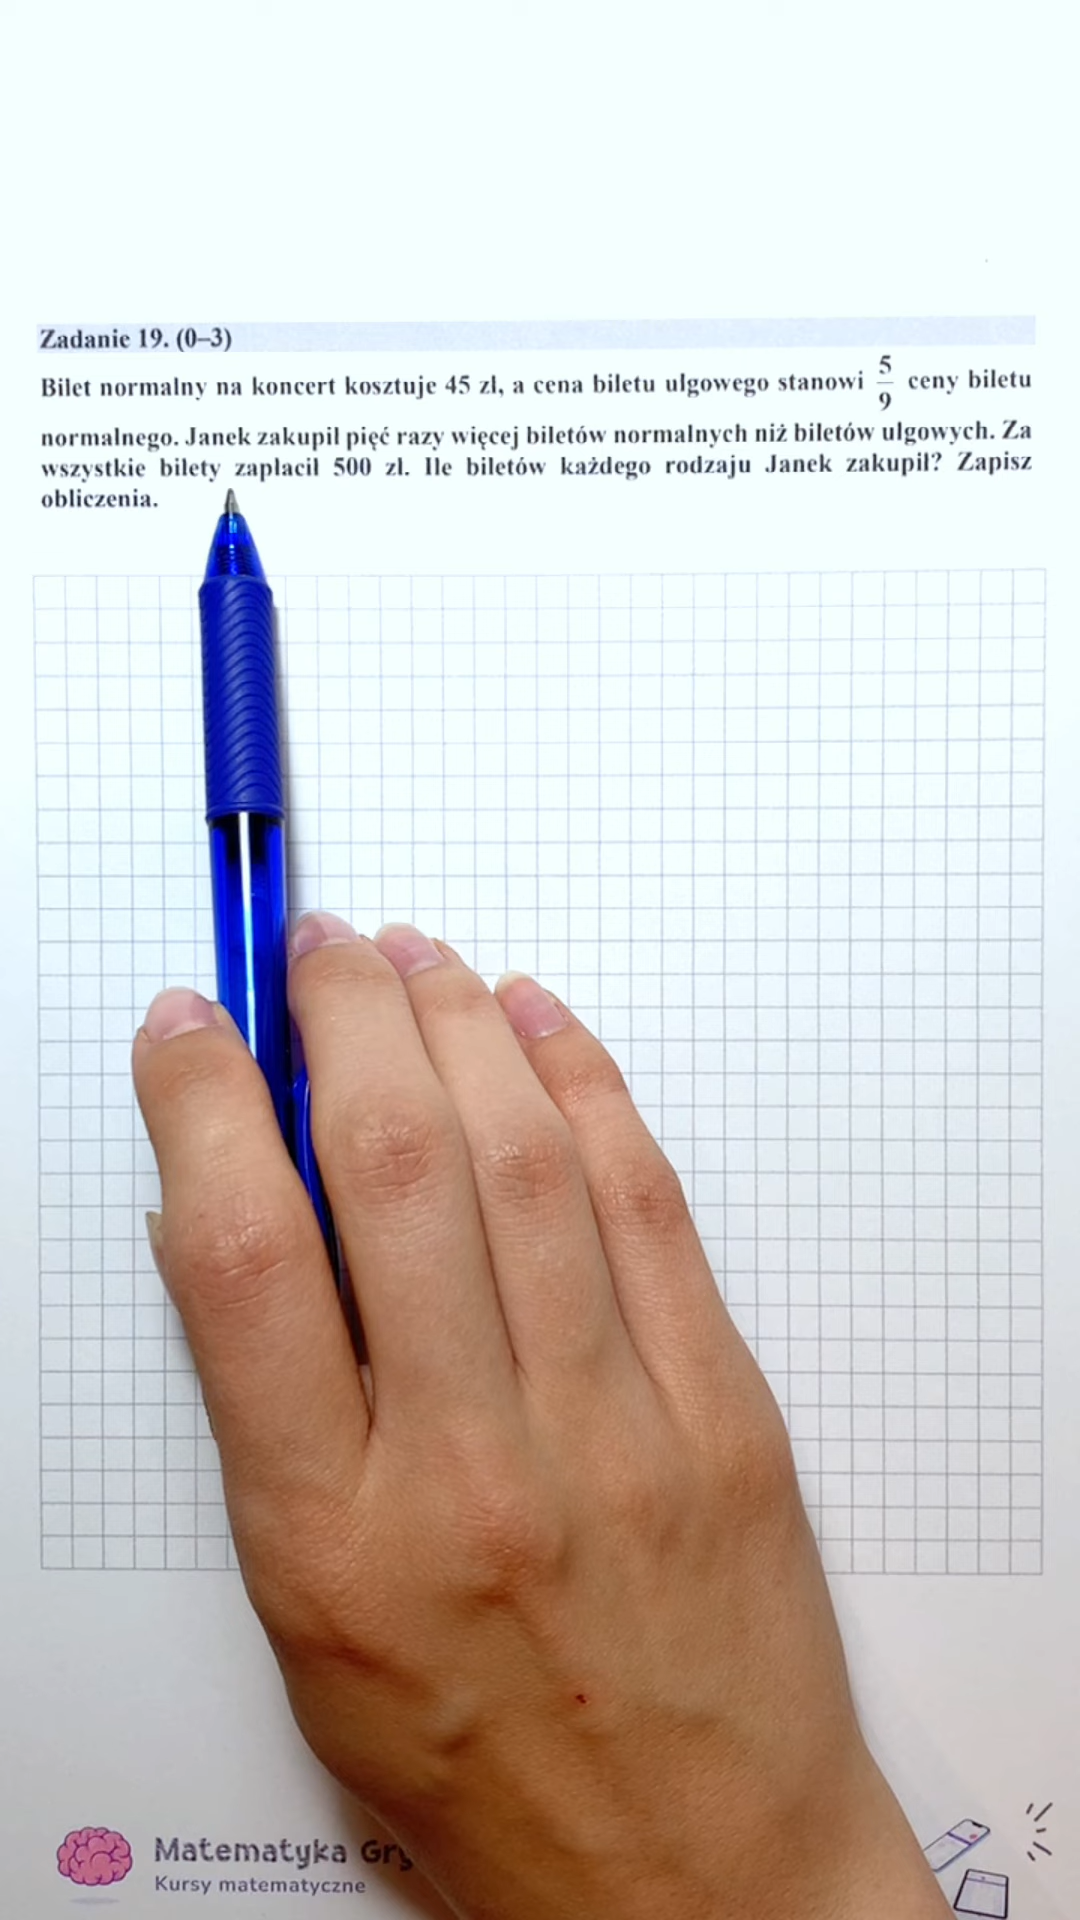 Zadanie 19. (0–3)
Bilet normalny na koncert kosztuje 45 zł, a cena biletu ulgowego stanowi 5/9 ceny biletu
normalnego. Janek zakupił pięć razy więcej biletów normalnych niż biletów ulgowych. Za
wszystkie bilety zapłacił 500 zł. Ile biletów każdego rodzaju Janek zakupił? Zapisz
obliczenia.
Matematyka
Kursy matematyczne